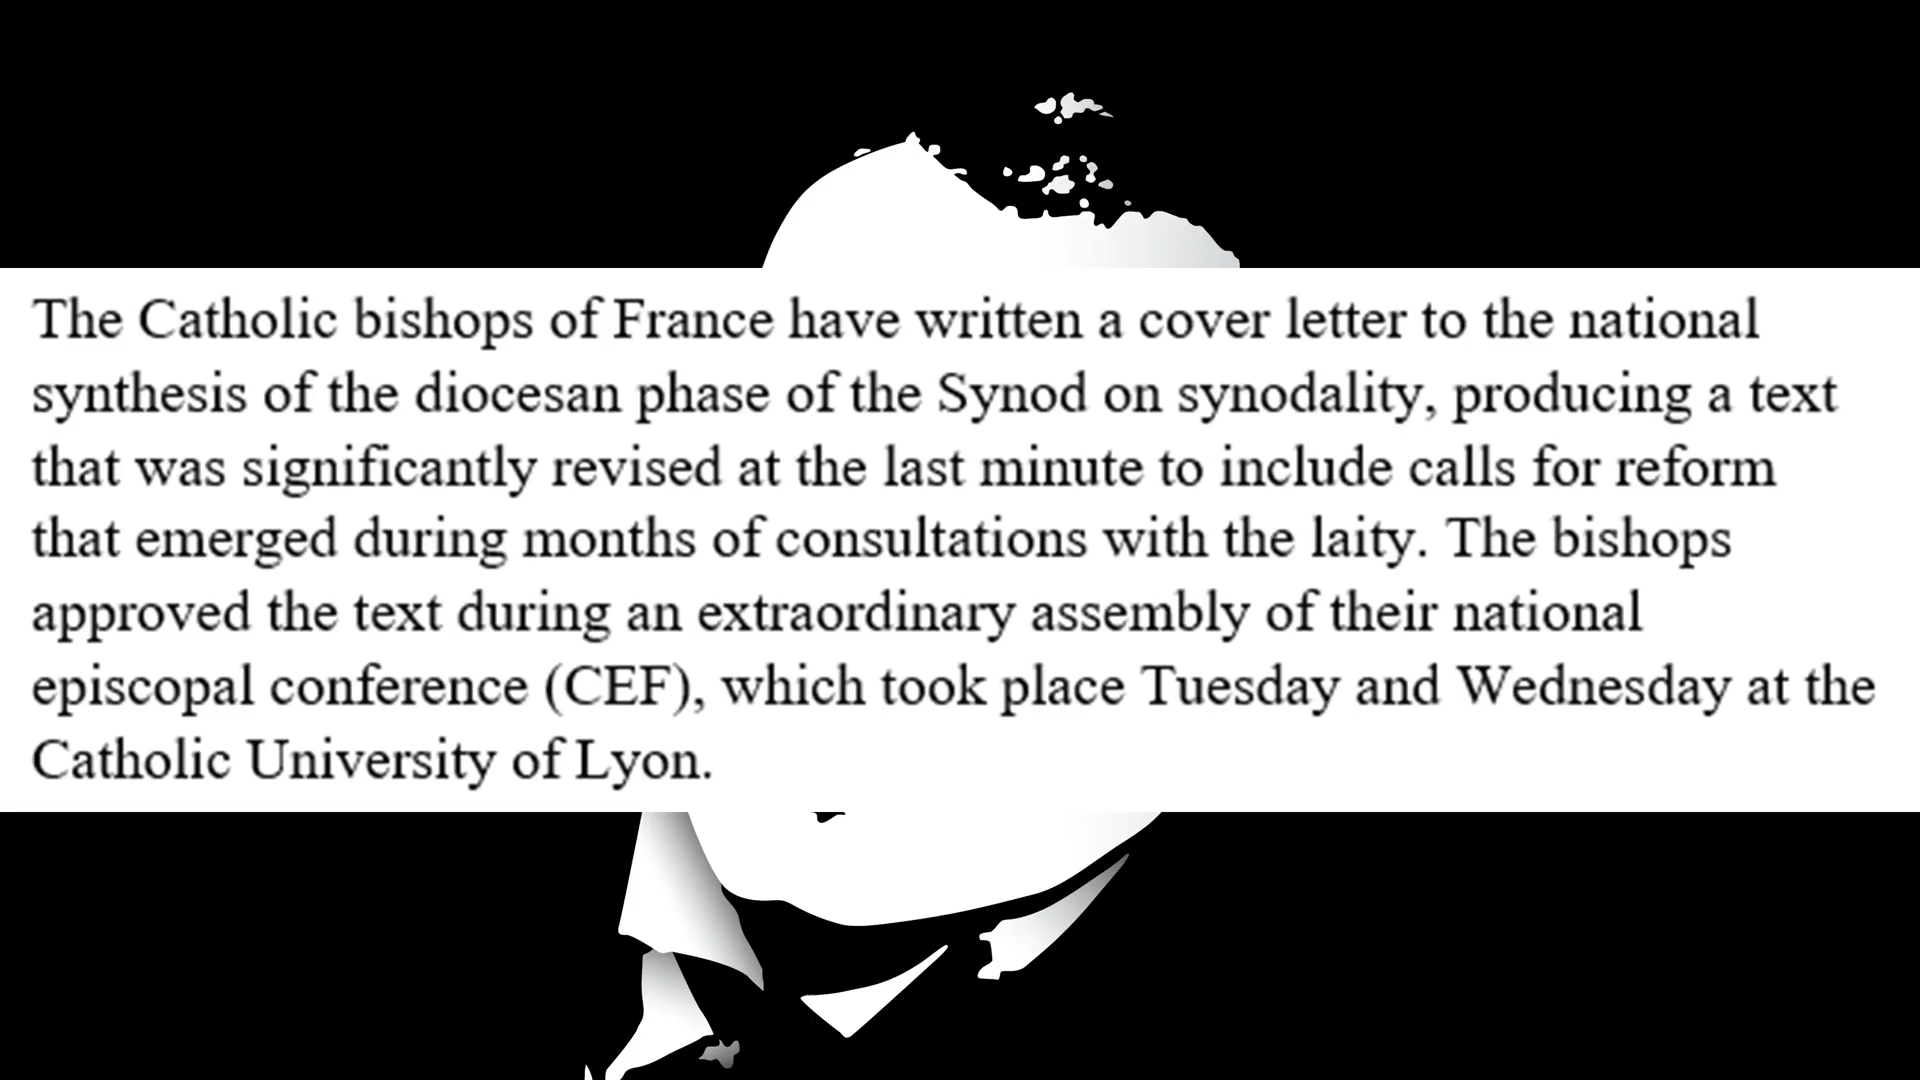 The Catholic bishops of France have written a cover letter to the national
synthesis of the diocesan phase of the Synod on synodality, producing a text
that was significantly revised at the last minute to include calls for reform
that emerged during months of consultations with the laity. The bishops
approved the text during an extraordinary assembly of their national
episcopal conference (CEF), which took place Tuesday and Wednesday at the
Catholic University of Lyon.